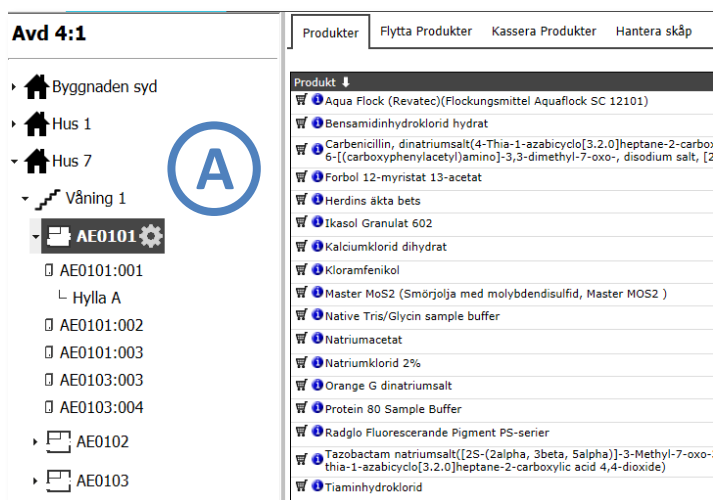 Avd 4:1
Byggnaden syd
Hus 1
Hus 7
A
Våning 1
AE0101
AE0101:001
Hylla A
AE0101:002
AE0101:003
AE0103:003
AE0103:004
AE0102
AE0103
Produkter Flytta Produkter Kassera Produkter Hantera skåp
Produkt
Aqua Flock (Revatec)(Flockungsmittel Aquaflock SC 12101)
Bensamidinhydroklorid hydrat
Carbenicillin, dinatriumsalt(4-Thia-1-azabicyclo[3.2.0]heptane-2-carbox
6-[(carboxyphenylacetyl)amino]-3,3-dimethyl-7-oxo-, disodium salt, [2
Forbol 12-myristat 13-acetat
Herdins äkta bets
Ikasol Granulat 602
Kalciumklorid dihydrat
Kloramfenikol
Master MoS2 (Smörjolja med molybdendisulfid, Master MOS2 )
Native Tris/Glycin sample buffer
Natriumacetat
Natriumklorid 2%
Orange G dinatriumsalt
Protein 80 Sample Buffer
Radglo Fluorescerande Pigment PS-serier
Tazobactam natriumsalt([2S-(2alpha, 3beta, 5alpha)]-3-Methyl-7-oxo-
thia-1-azabicyclo[3.2.0]heptane-2-carboxylic acid 4,4-dioxide)
Tiaminhydroklorid